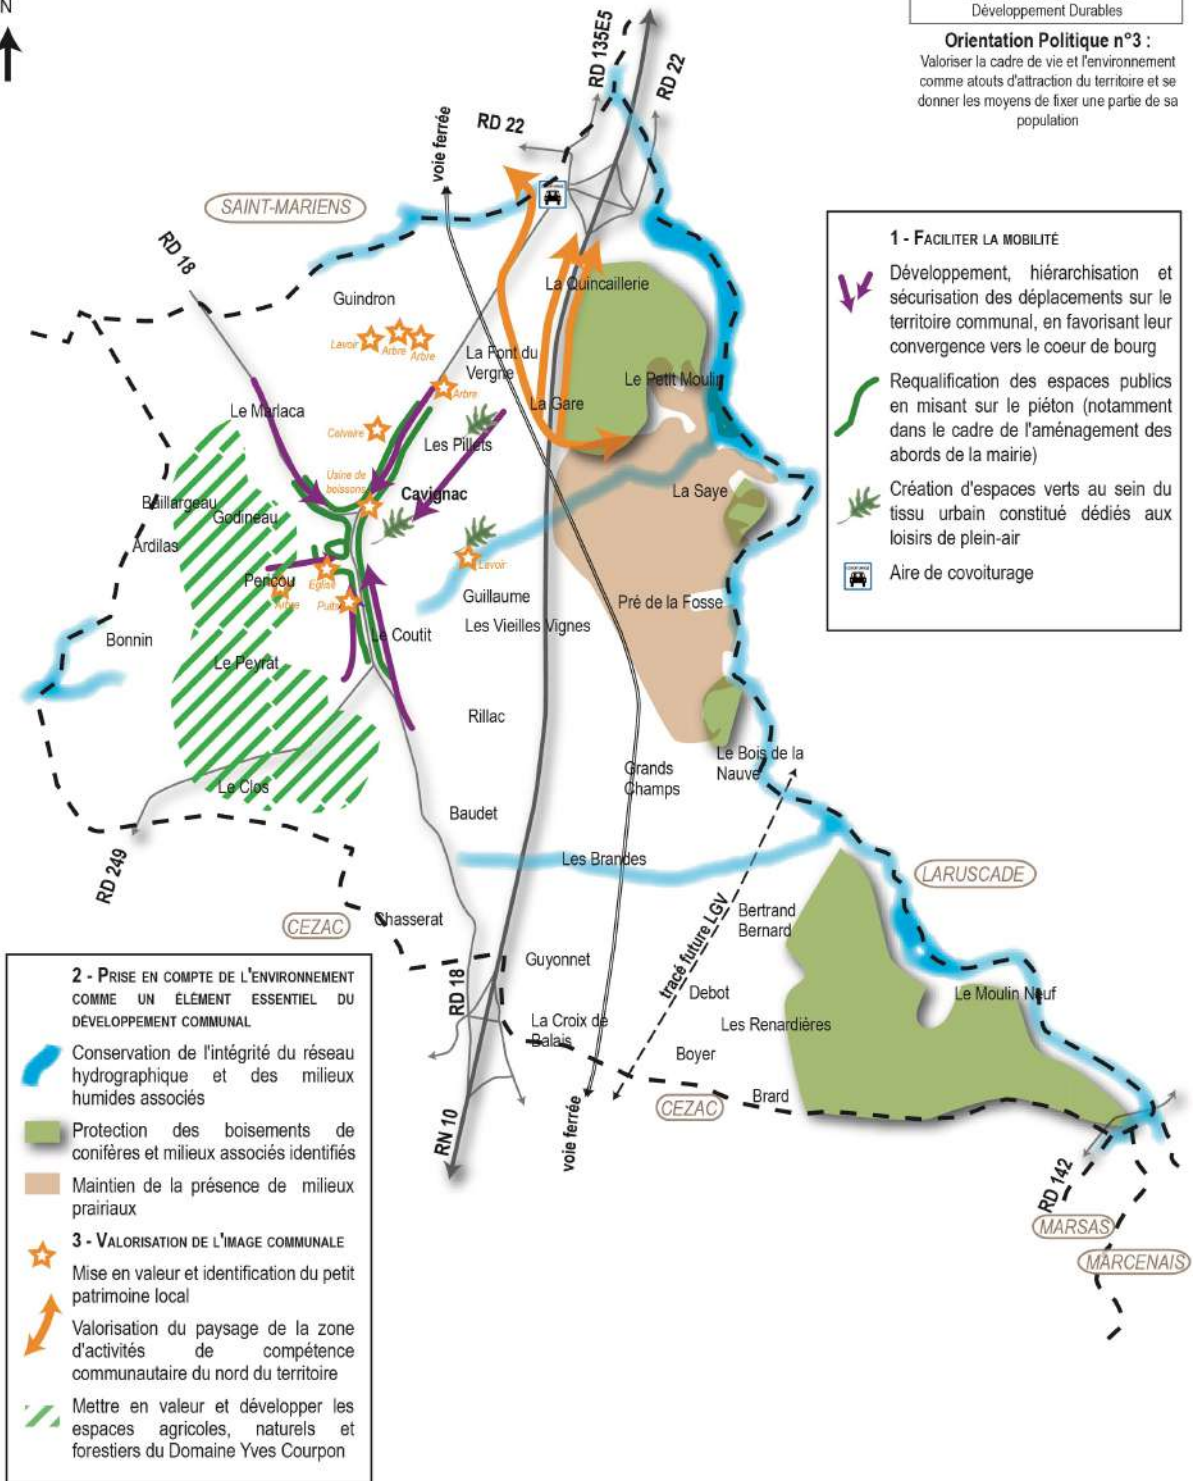 N
Développement Durables
Orientation Politique n°3 :
Valoriser la cadre de vie et l'environnement
comme atouts d'attraction du territoire et se
donner les moyens de fixer une partie de sa
population
RD 135E5
RD 22
RD 22
voie ferrée
SAINT-MARIENS
RD 18
1 - FACILITER LA MOBILITÉ
Développement, hiérarchisation et
sécurisation des déplacements sur le
territoire communal, en favorisant leur
convergence vers le coeur de bourg
Requalification des espaces publics
en misant sur le piéton (notamment
dans le cadre de l'aménagement des
abords de la mairie)
Création d'espaces verts au sein du
tissu urbain constitué dédiés aux
loisirs de plein-air
Aire de covoiturage
La Quincaillerie
Guindron
Lavoir
Arbre
Arbre
La Font du
Vergne
Le Petit Moulin
Arbre
La Gare
Le Marlaca
Calvaire
Les Pillets
Usine de
boissons
Cavignac
La Saye
Baillargeau
Godineau
Ardilas
Lavoir
Pencou
Eglise
Arbre
Puits
Guillaume
Pré de la Fosse
Les Vieilles Vignes
Bonnin
Le Coutit
Le Peyrat
Rillac
Le Bois de la
Nauve
Grands
Champs
Le Clos
Baudet
RD 249
Les Brandes
LARUSCADE
CEZAC
Chasserat
Bertrand
Bernard
tracé future LGV
Guyonnet
RD 18
Debot
Le Moulin Neuf
La Croix de
Balais
Les Renardières
Boyer
Brard
CEZAC
RN 10
voie ferrée
RD 142
MARSAS
MARCENAIS
2 - PRISE EN COMPTE DE L'ENVIRONNEMENT
COMME UN ÉLÉMENT ESSENTIEL DU
DÉVELOPPEMENT COMMUNAL
Conservation de l'intégrité du réseau
hydrographique et des milieux
humides associés
Protection des boisements de
conifères et milieux associés identifiés
Maintien de la présence de milieux
prairiaux
3 - VALORISATION DE L'IMAGE COMMUNALE
Mise en valeur et identification du petit
patrimoine local
Valorisation du paysage de la zone
d'activités de compétence
communautaire du nord du territoire
Mettre en valeur et développer les
espaces agricoles, naturels et
forestiers du Domaine Yves Courpon